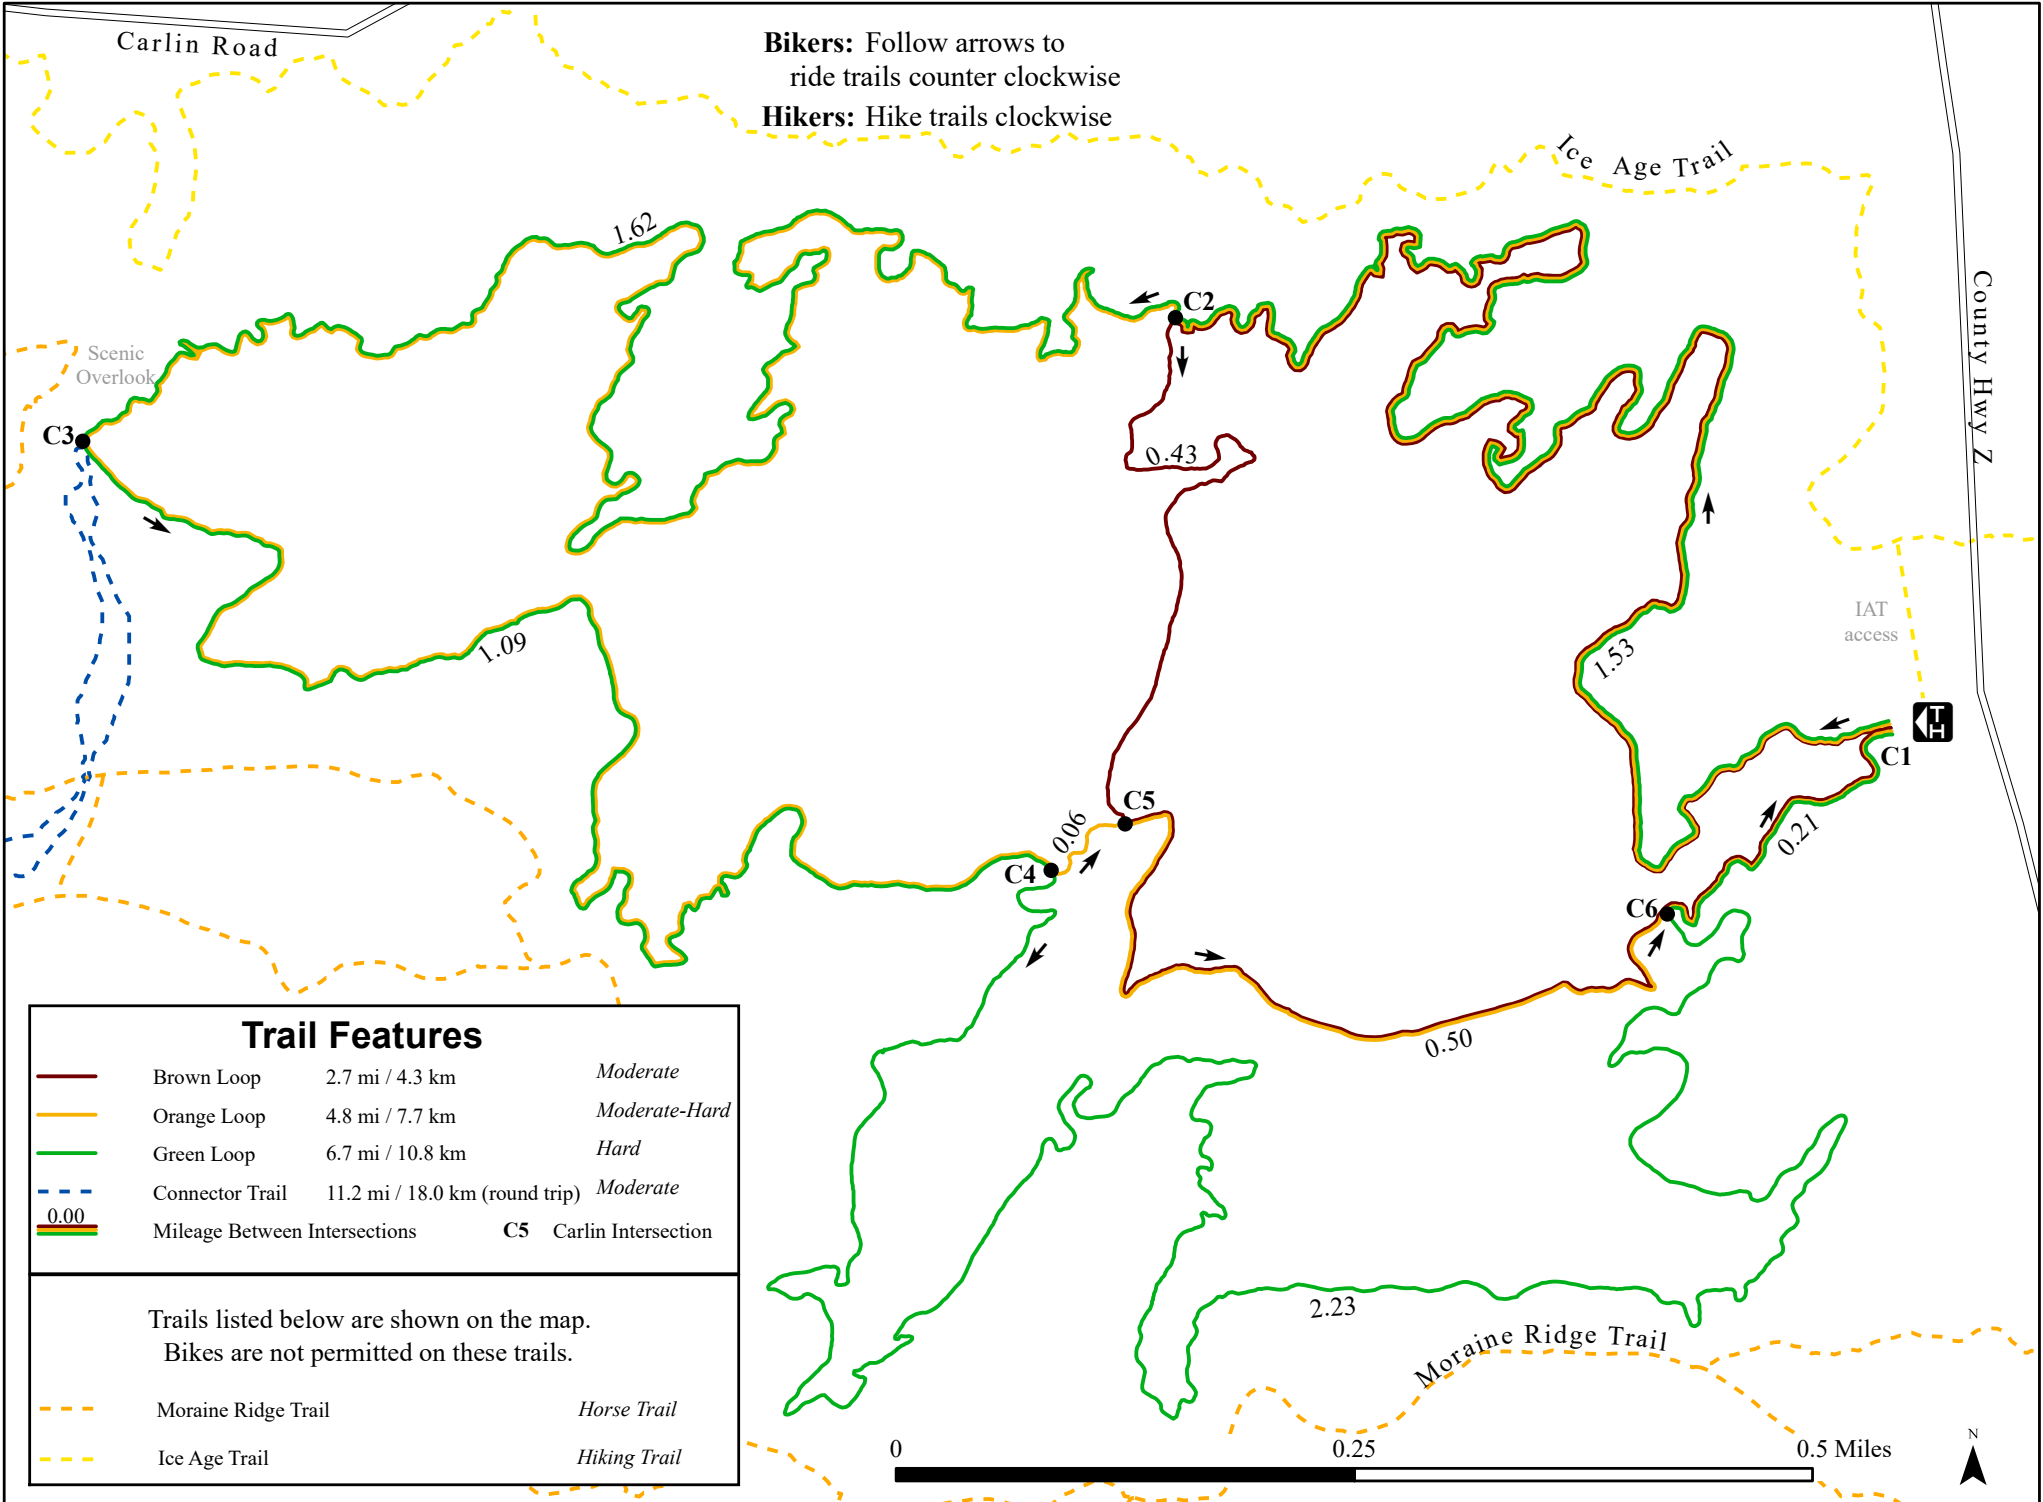 Carlin Road
Bikers: Follow arrows to
ride trails counter clockwise
Hikers: Hike trails clockwise
Ice Age Trail
1.62
C2
County Hwy Z
Scenic
Overlook
C3
0.43
IAT
access
1.09
1.53
TH
C1
C5
0.06
0.21
C4
C6
0.50
Trail Features
Brown Loop 2.7 mi / 4.3 km Moderate
Orange Loop 4.8 mi / 7.7 km Moderate-Hard
Green Loop 6.7 mi / 10.8 km Hard
Connector Trail 11.2 mi / 18.0 km (round trip) Moderate
0.00
Mileage Between Intersections C5 Carlin Intersection
Trails listed below are shown on the map.
Bikes are not permitted on these trails.
Moraine Ridge Trail Horse Trail
Ice Age Trail Hiking Trail
2.23
Moraine Ridge Trail
0 0.25 0.5 Miles
N